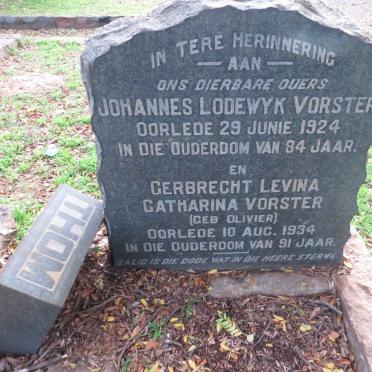 IN TERE HERINNERING
— AAN —
ONS DIERBARE OUERS
JOHANNES LODEWYK VORSTER
OORLEDE 29 JUNIE 1924
IN DIE OUDERDOM VAN 84 JAAR.
EN
GERBRECHT LEVINA
CATHARINA VORSTER
(GEB OLIVIER)
OORLEDE 10 AUG. 1934
IN DIE OUDERDOM VAN 91 JAAR.
SALIG IS DIE DODE WAT IN DIE HEERE STERWE
THOM